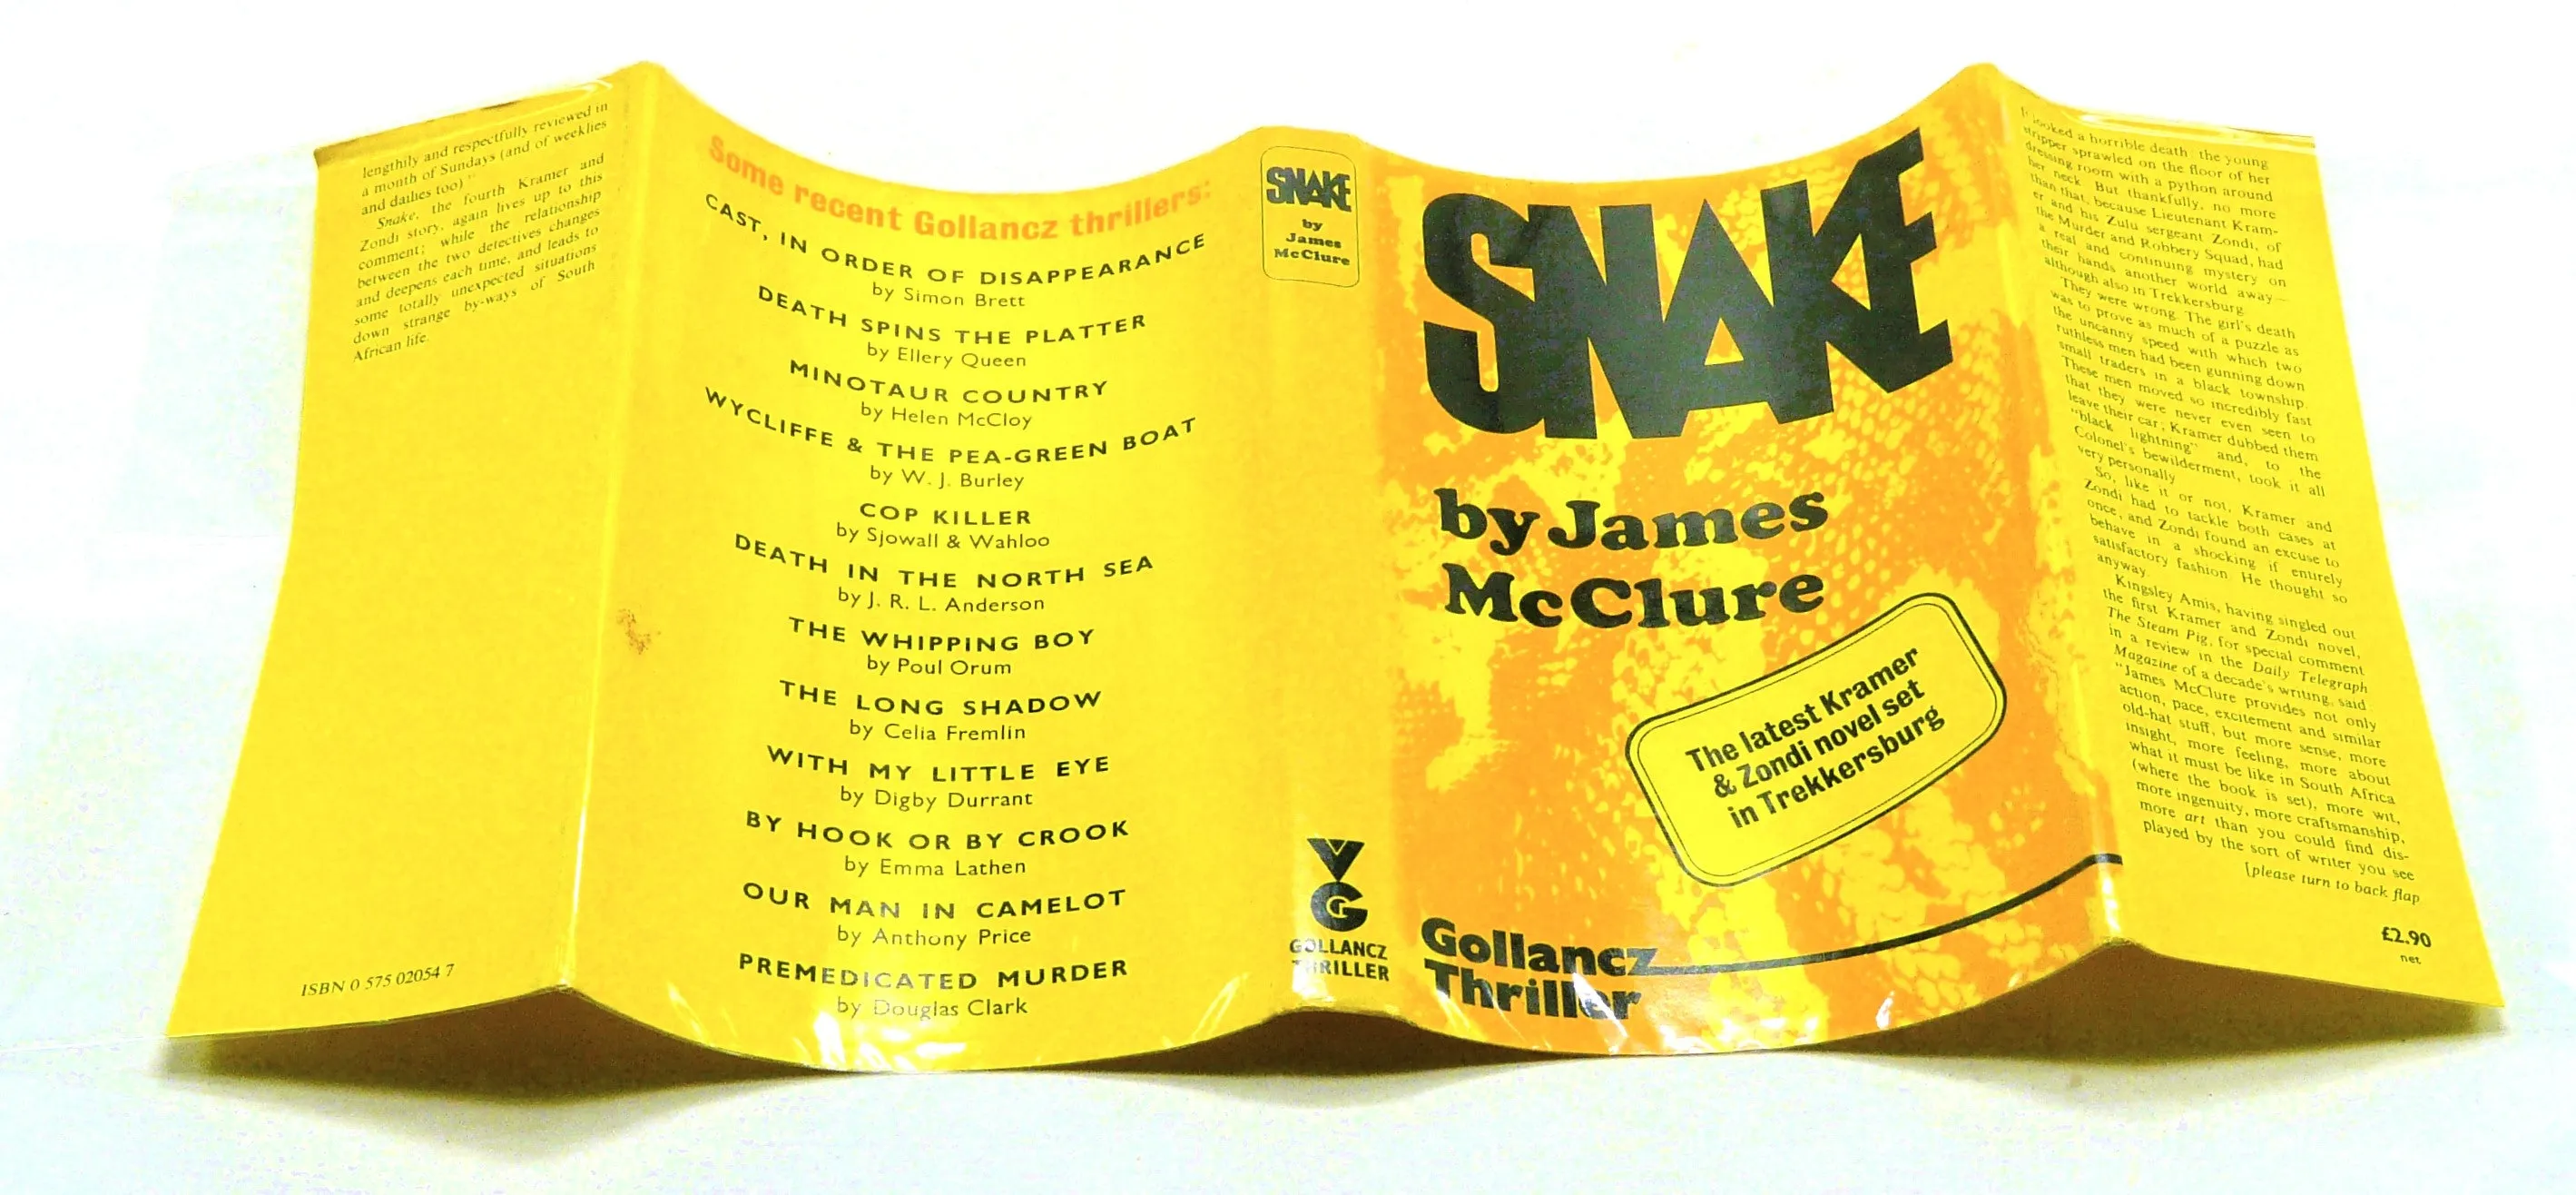 lengthily and respectfully reviewed in
a month of Sundays (and of weeklies
and dailies too)."
Snake, the fourth Kramer and
Zondi story, again lives up to this
comment; while the relationship
between the two detectives changes
and deepens each time, and leads to
some totally unexpected situations
down strange by-ways of South
African life.
ISBN 0 575 02054 7
Some recent Gollancz thrillers:
CAST, IN ORDER OF DISAPPEARANCE
by Simon Brett
DEATH SPINS THE PLATTER
by Ellery Queen
MINOTAUR COUNTRY
by Helen McCloy
WYCLIFFE & THE PEA-GREEN BOAT
by W. J. Burley
COP KILLER
by Sjowall & Wahloo
DEATH IN THE NORTH SEA
by J. R. L. Anderson
THE WHIPPING BOY
by Poul Orum
THE LONG SHADOW
by Celia Fremlin
WITH MY LITTLE EYE
by Digby Durrant
BY HOOK OR BY CROOK
by Emma Lathen
OUR MAN IN CAMELOT
by Anthony Price
PREMEDICATED MURDER
by Douglas Clark
SNAKE
by
James
McClure
VG
GOLLANCZ
THRILLER
SNAKE
by James
McClure
The latest Kramer
& Zondi novel set
in Trekkersburg
Gollancz
Thriller
It looked a horrible death: the young
stripper sprawled on the floor of her
dressing room with a python around
her neck. But thankfully, no more
than that, because Lieutenant Kram-
er and his Zulu sergeant Zondi, of
the Murder and Robbery Squad, had
a real and continuing mystery on
their hands another world away—
although also in Trekkersburg.
They were wrong. The girl's death
was to prove as much of a puzzle as
the uncanny speed with which two
ruthless men had been gunning down
small traders in a black township.
These men moved so incredibly fast
that they were never even seen to
leave their car; Kramer dubbed them
"black lightning" and, to the
Colonel's bewilderment, took it all
very personally.
So, like it or not, Kramer and
Zondi had to tackle both cases at
once, and Zondi found an excuse to
behave in a shocking if entirely
satisfactory fashion. He thought so
anyway.
Kingsley Amis, having singled out
the first Kramer and Zondi novel,
The Steam Pig, for special comment
in a review in the Daily Telegraph
Magazine of a decade's writing, said:
"James McClure provides not only
action, pace, excitement and similar
old-hat stuff, but more sense, more
insight, more feeling, more about
what it must be like in South Africa
(where the book is set), more wit,
more ingenuity, more craftsmanship,
more art than you could find dis-
played by the sort of writer you see
[please turn to back flap
£2.90
net